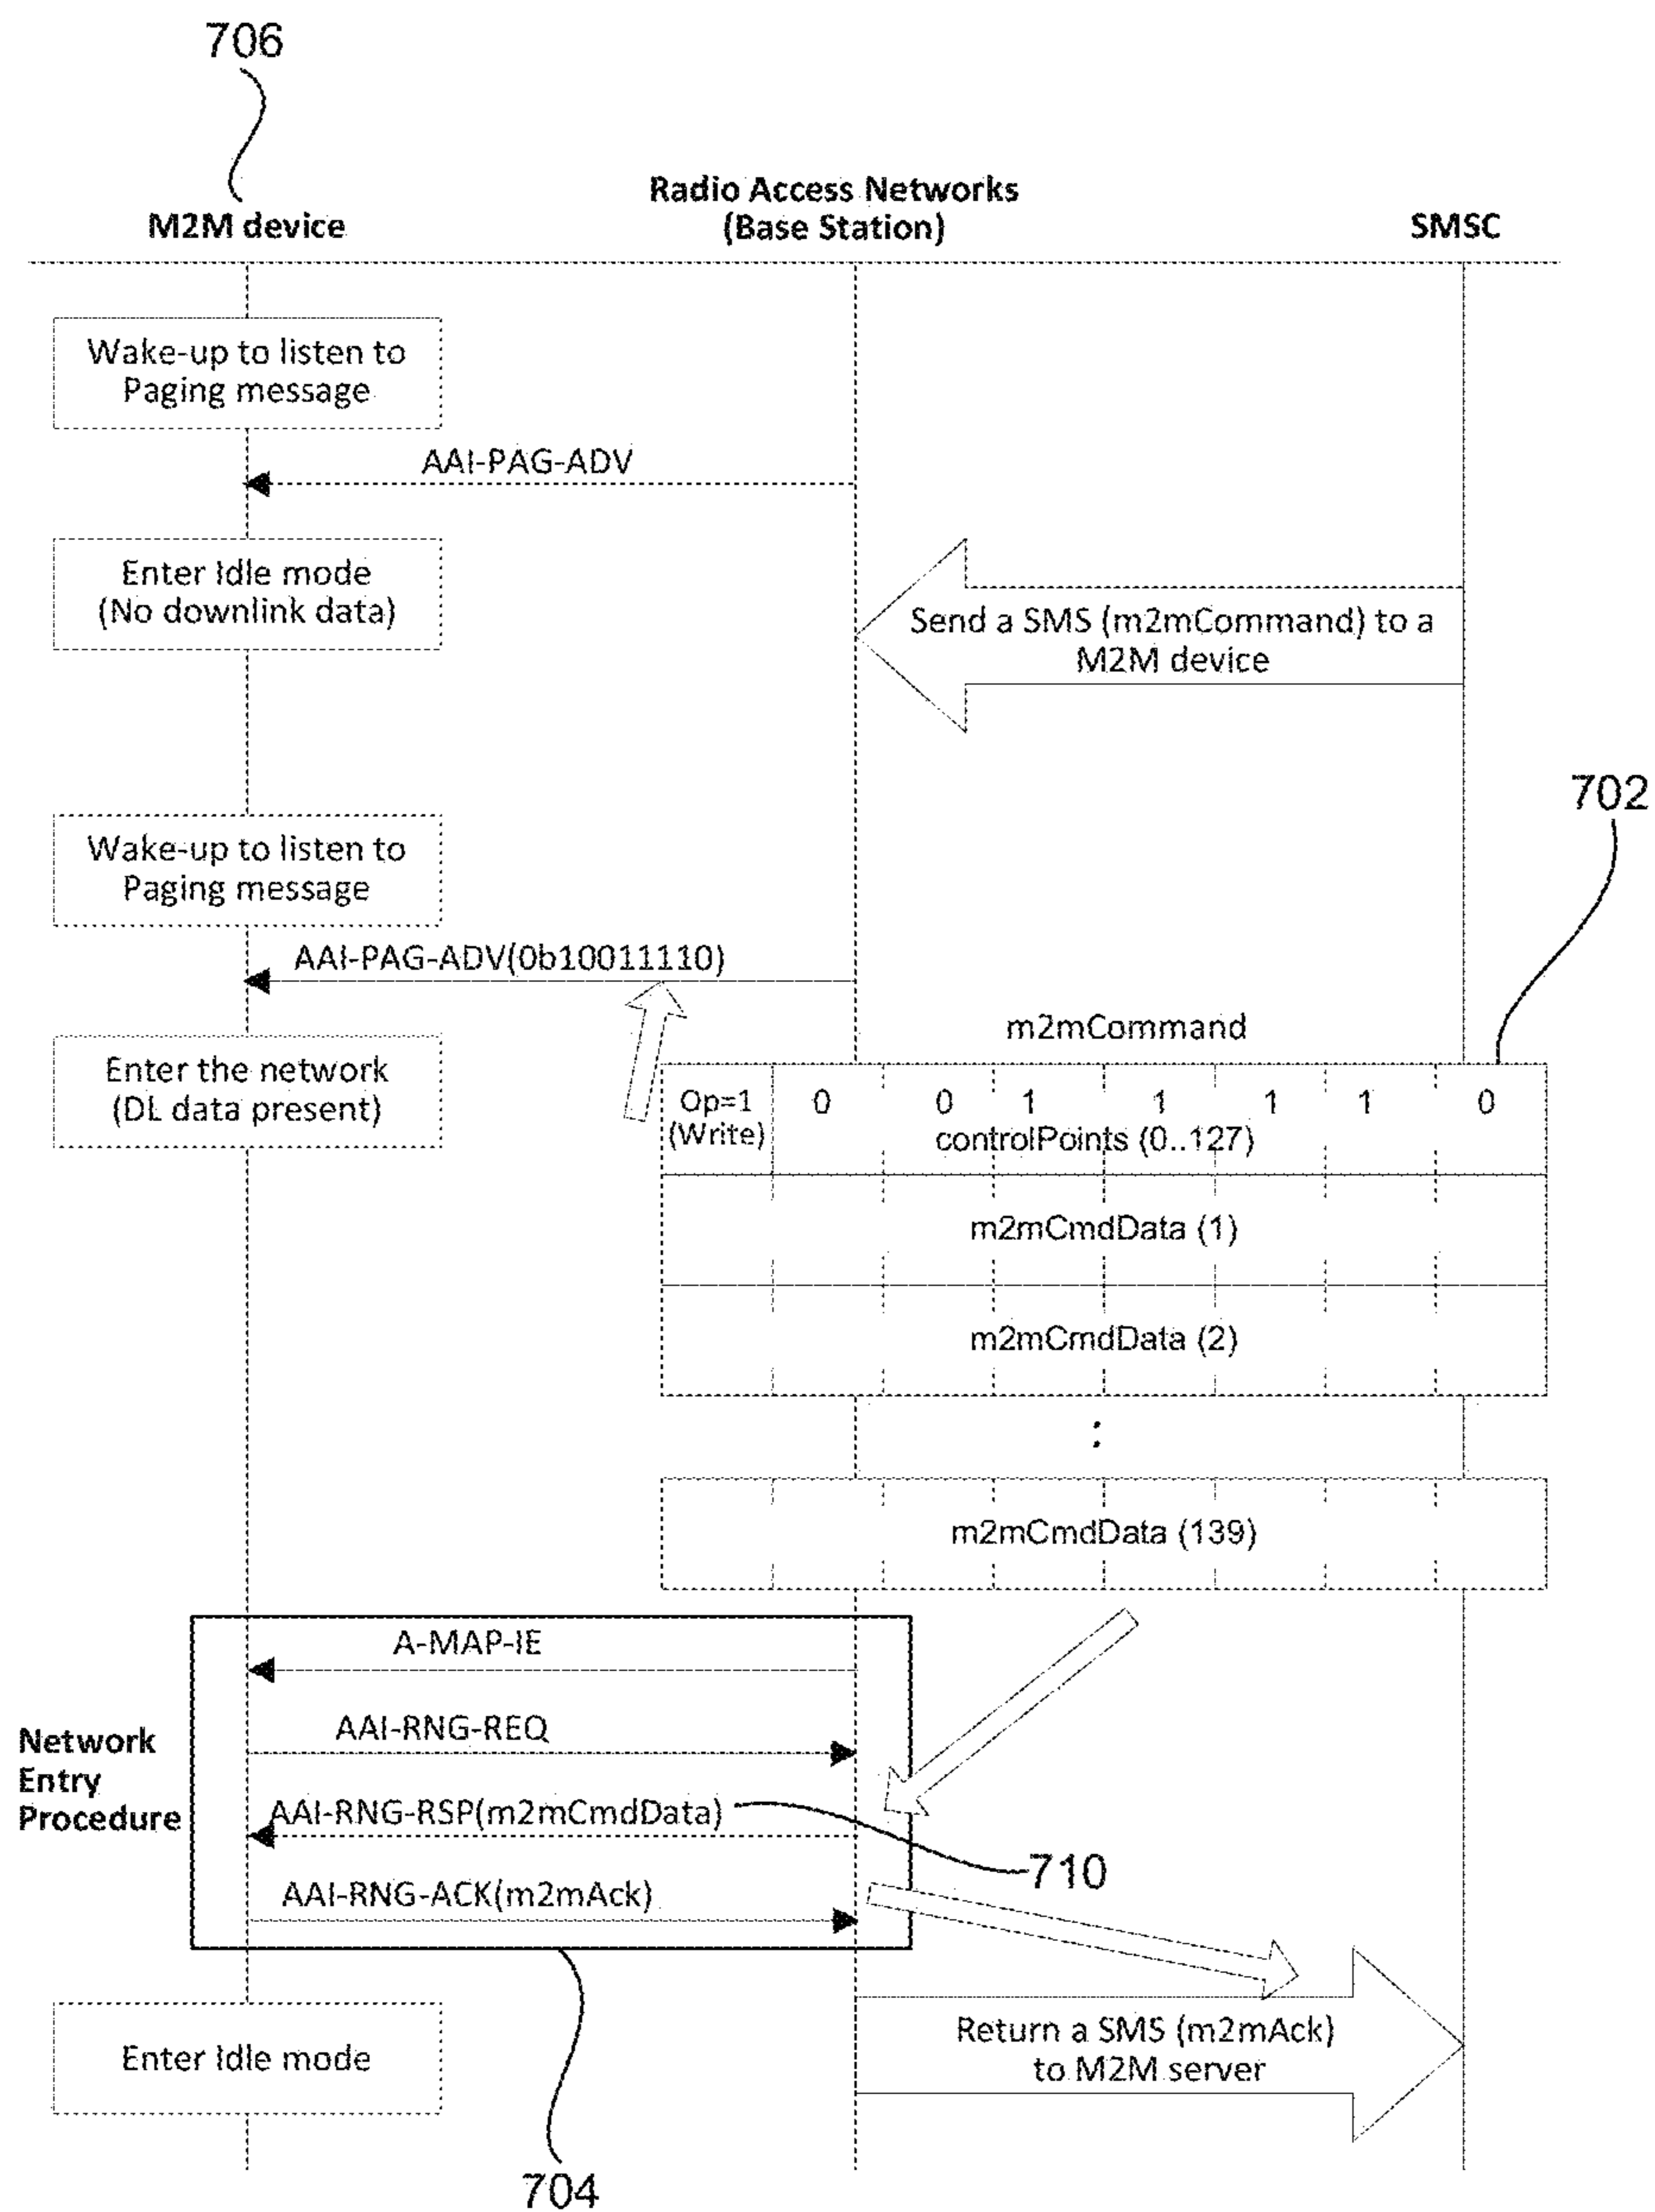 706
Radio Access Networks
M2M device
(Base Station)
SMSC
Wake-up to listen to
Paging message
AAI-PAG-ADV
Enter Idle mode
(No downlink data)
Send a SMS (m2mCommand) to a
M2M device
702
Wake-up to listen to
Paging message
AAI-PAG-ADV(0b10011110)
m2mCommand
Enter the network
(DL data present)
Op=1 0 0 1 1 1 1 0
(Write) controlPoints (0..127)
m2mCmdData (1)
m2mCmdData (2)
:
m2mCmdData (139)
A-MAP-IE
AAI-RNG-REQ
Network
Entry
Procedure
AAI-RNG-RSP(m2mCmdData)
710
AAI-RNG-ACK(m2mAck)
Return a SMS (m2mAck)
to M2M server
Enter Idle mode
704